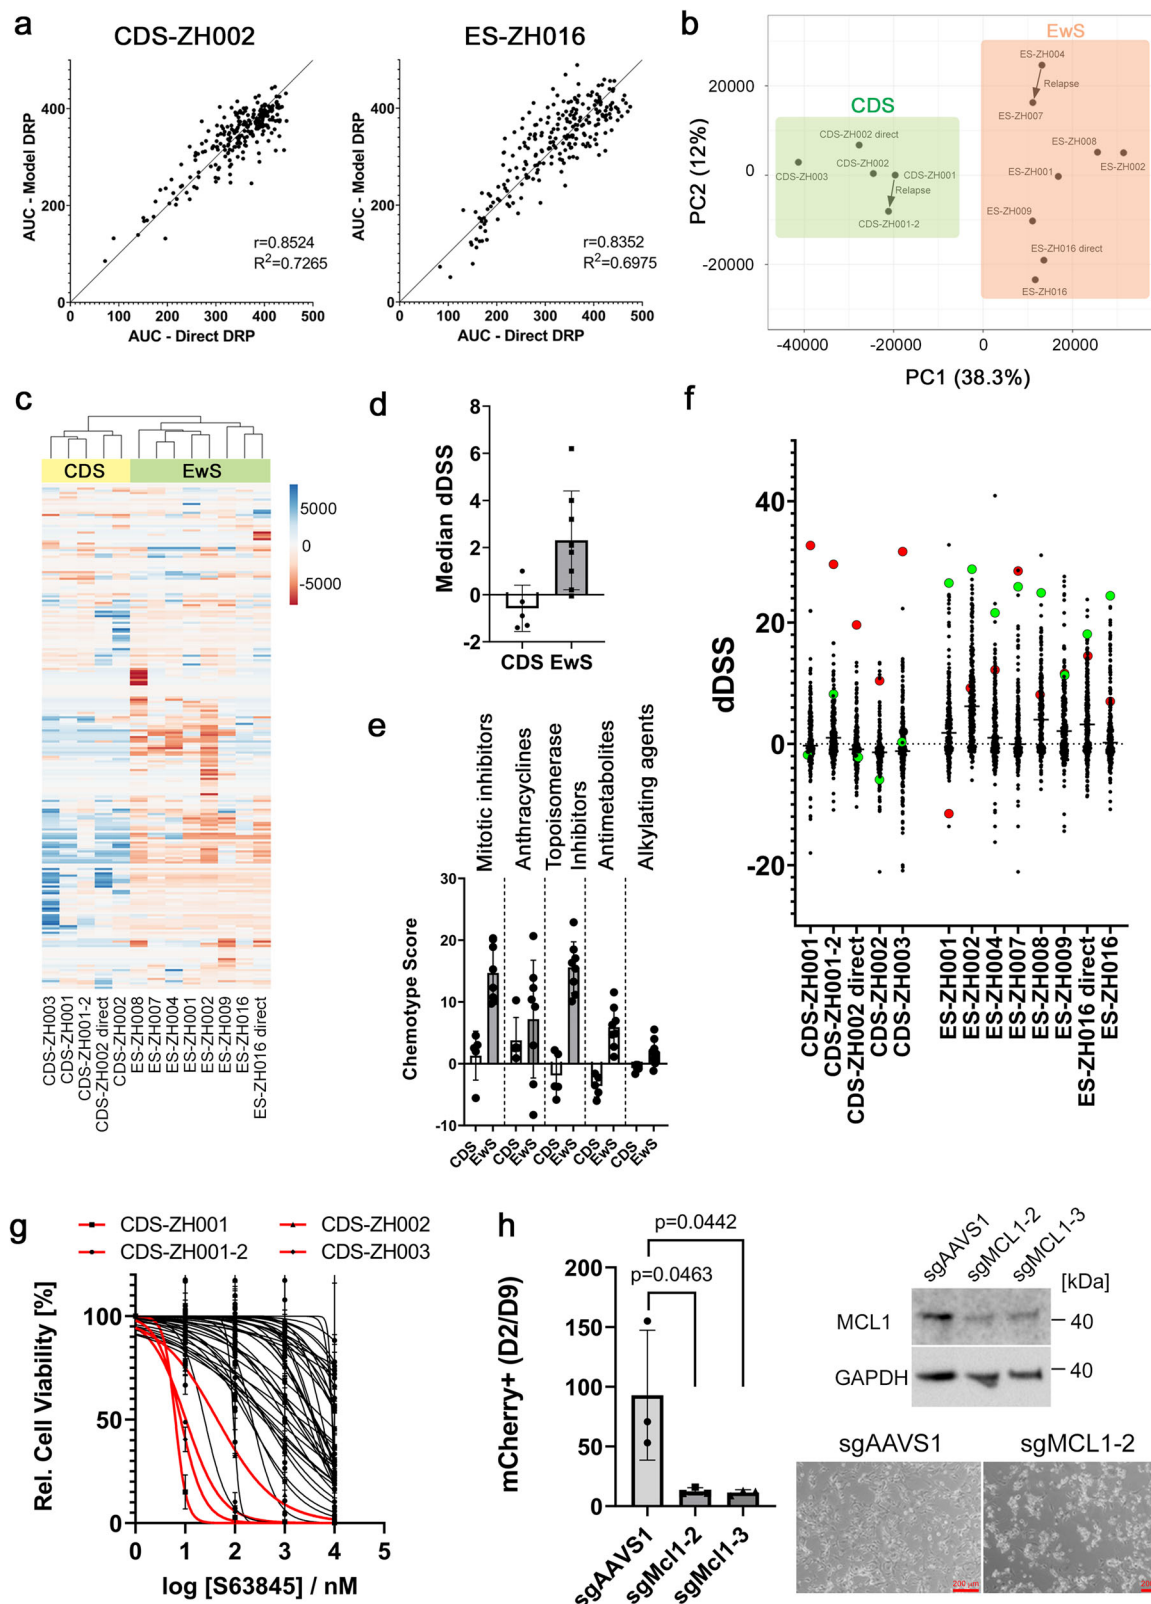 a
CDS-ZH002
ES-ZH016
AUC - Model DRP
400
200
0
0 100 200 300 400 500
AUC - Direct DRP
r=0.8524
R²=0.7265
AUC - Model DRP
400
200
0
0 100 200 300 400 500
AUC - Direct DRP
r=0.8352
R²=0.6975
b
EwS
CDS
ES-ZH004
Relapse
ES-ZH007
CDS-ZH002 direct
ES-ZH008
ES-ZH002
CDS-ZH003
CDS-ZH002
CDS-ZH001
ES-ZH001
Relapse
CDS-ZH001-2
ES-ZH009
ES-ZH016 direct
ES-ZH016
PC2 (12%)
20000
0
-20000
-40000 -20000 0 20000
PC1 (38.3%)
c
CDS EwS
5000
0
-5000
CDS-ZH003
CDS-ZH001
CDS-ZH001-2
CDS-ZH002 direct
CDS-ZH002
ES-ZH008
ES-ZH007
ES-ZH004
ES-ZH001
ES-ZH002
ES-ZH009
ES-ZH016
ES-ZH016 direct
d
Median dDSS
8
6
4
2
0
-2
CDS EwS
e
Mitotic inhibitors
Anthracyclines
Topoisomerase
Inhibitors
Antimetabolites
Alkylating agents
Chemotype Score
30
20
10
0
-10
CDS EwS CDS EwS CDS EwS CDS EwS CDS EwS
f
dDSS
40
20
0
-20
CDS-ZH001
CDS-ZH001-2
CDS-ZH002 direct
CDS-ZH002
CDS-ZH003
ES-ZH001
ES-ZH002
ES-ZH004
ES-ZH007
ES-ZH008
ES-ZH009
ES-ZH016 direct
ES-ZH016
g
CDS-ZH001
CDS-ZH002
CDS-ZH001-2
CDS-ZH003
Rel. Cell Viability [%]
100
50
0
0 1 2 3 4 5
log [S63845] / nM
h
p=0.0442
p=0.0463
mCherry+ (D2/D9)
200
150
100
50
0
sgAAVS1
sgMcl1-2
sgMcl1-3
sgAAVS1
sgMCL1-2
sgMCL1-3
[kDa]
MCL1
40
GAPDH
40
sgAAVS1
sgMCL1-2
200 µm